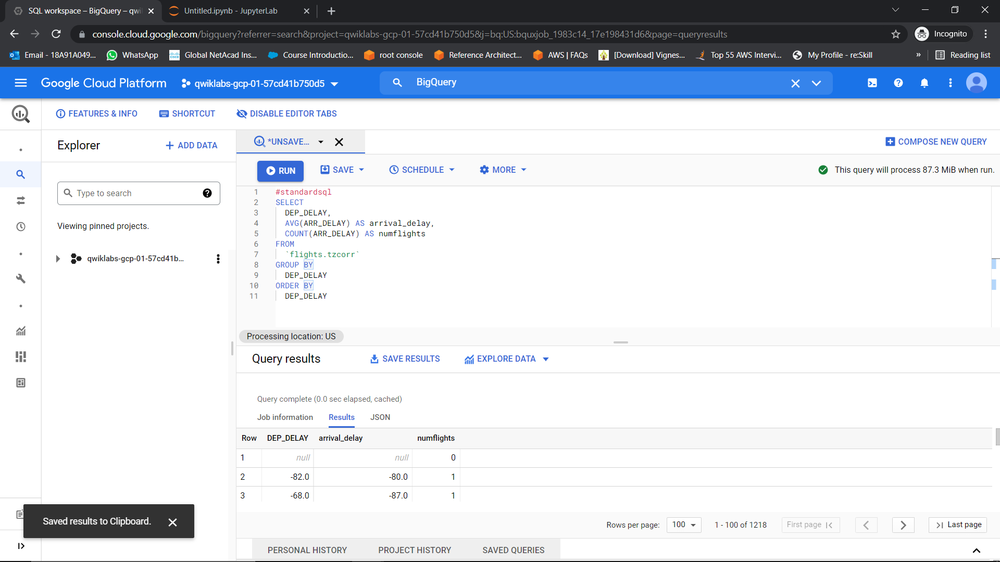 SQL workspace – BigQuery – qwi
Untitled.ipynb - JupyterLab
console.cloud.google.com/bigquery?referrer=search&project=qwiklabs-gcp-01-57cd41b750d5&j=bq:US:bquxjob_1983c14_17e198431d6&page=queryresults
Incognito
Email - 18A91A049... WhatsApp Global NetAcad Ins... Course Introductio... root console Reference Architect... AWS | FAQs [Download] Vignes... Top 55 AWS Intervi... My Profile - re:Skill » Reading list
Google Cloud Platform qwiklabs-gcp-01-57cd41b750d5 BigQuery
FEATURES & INFO SHORTCUT DISABLE EDITOR TABS
Explorer + ADD DATA
*UNSAVE... COMPOSE NEW QUERY
RUN SAVE SCHEDULE MORE This query will process 87.3 MiB when run.
Type to search
Viewing pinned projects.
qwiklabs-gcp-01-57cd41b...
1 #standardsql
2 SELECT
3 DEP_DELAY,
4 AVG(ARR_DELAY) AS arrival_delay,
5 COUNT(ARR_DELAY) AS numflights
6 FROM
7 `flights.tzcorr`
8 GROUP BY
9 DEP_DELAY
10 ORDER BY
11 DEP_DELAY
Processing location: US
Query results SAVE RESULTS EXPLORE DATA
Query complete (0.0 sec elapsed, cached)
Job information Results JSON
Row DEP_DELAY arrival_delay numflights
1 null null 0
2 -82.0 -80.0 1
3 -68.0 -87.0 1
Saved results to Clipboard.
Rows per page: 100 1 - 100 of 1218 First page Last page
PERSONAL HISTORY PROJECT HISTORY SAVED QUERIES